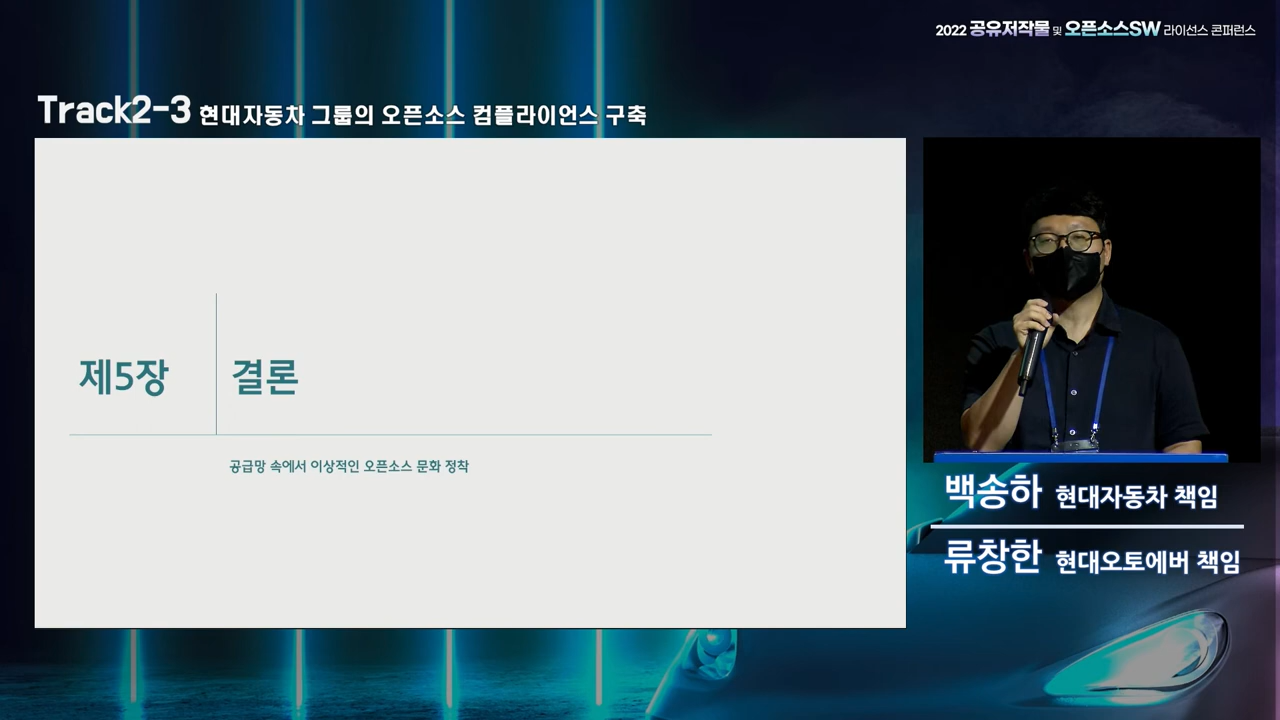 2022 공유저작물 및 오픈소스SW 라이선스 콘퍼런스
Track2-3 현대자동차 그룹의 오픈소스 컴플라이언스 구축
제5장 결론
공급망 속에서 이상적인 오픈소스 문화 정착
백송하 현대자동차 책임
류창한 현대오토에버 책임